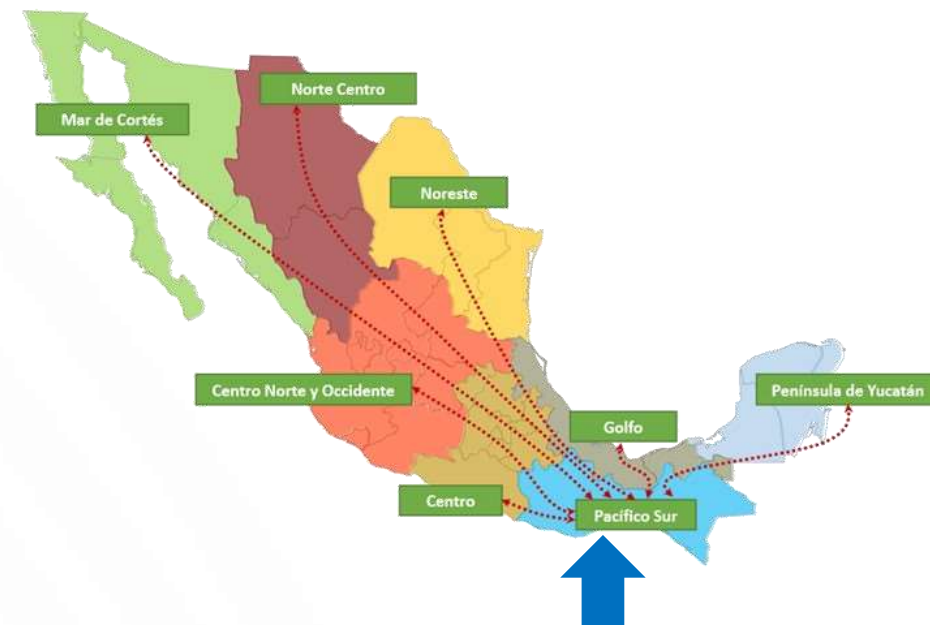 Norte Centro
Mar de Cortés
Noreste
Centro Norte y Occidente
Península de Yucatán
Golfo
Centro
Pacífico Sur